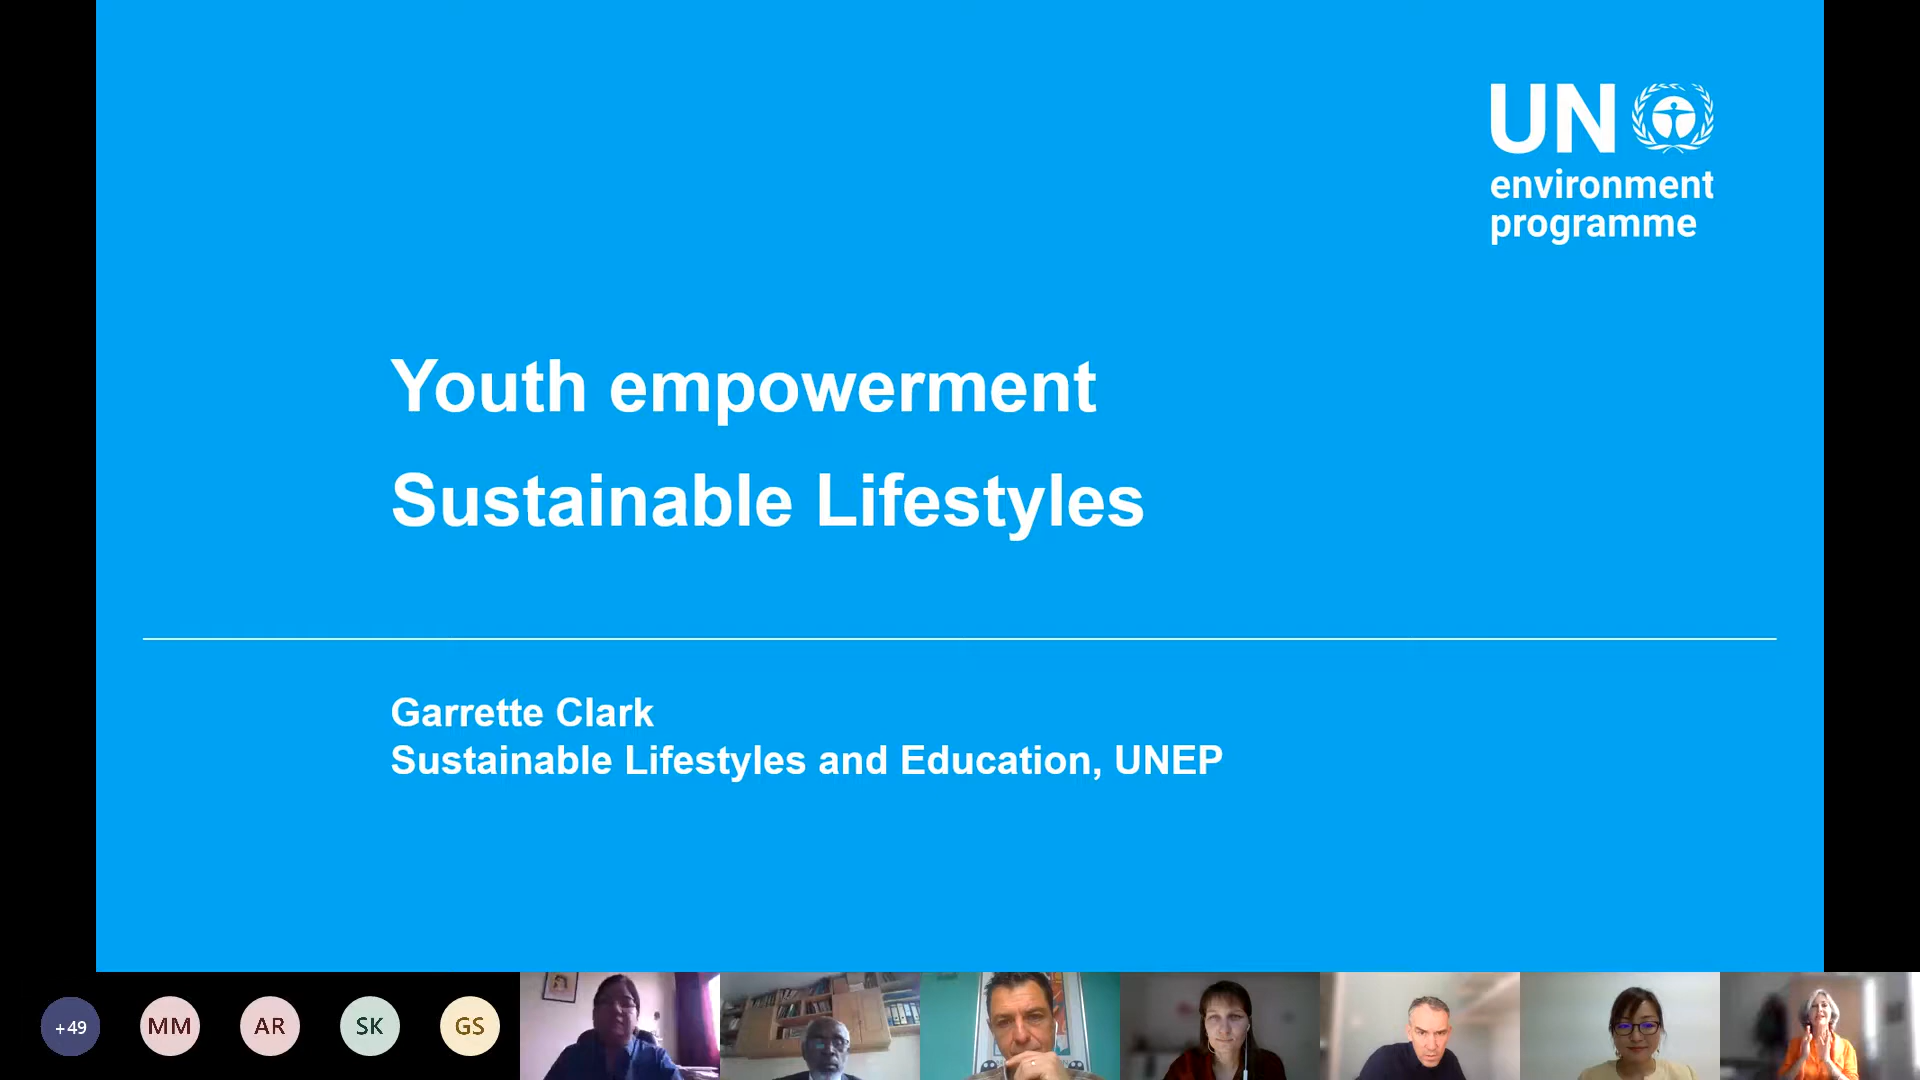 UN
environment
programme
Youth empowerment
Sustainable Lifestyles
Garrette Clark
Sustainable Lifestyles and Education, UNEP
+49
MM
AR
SK
GS